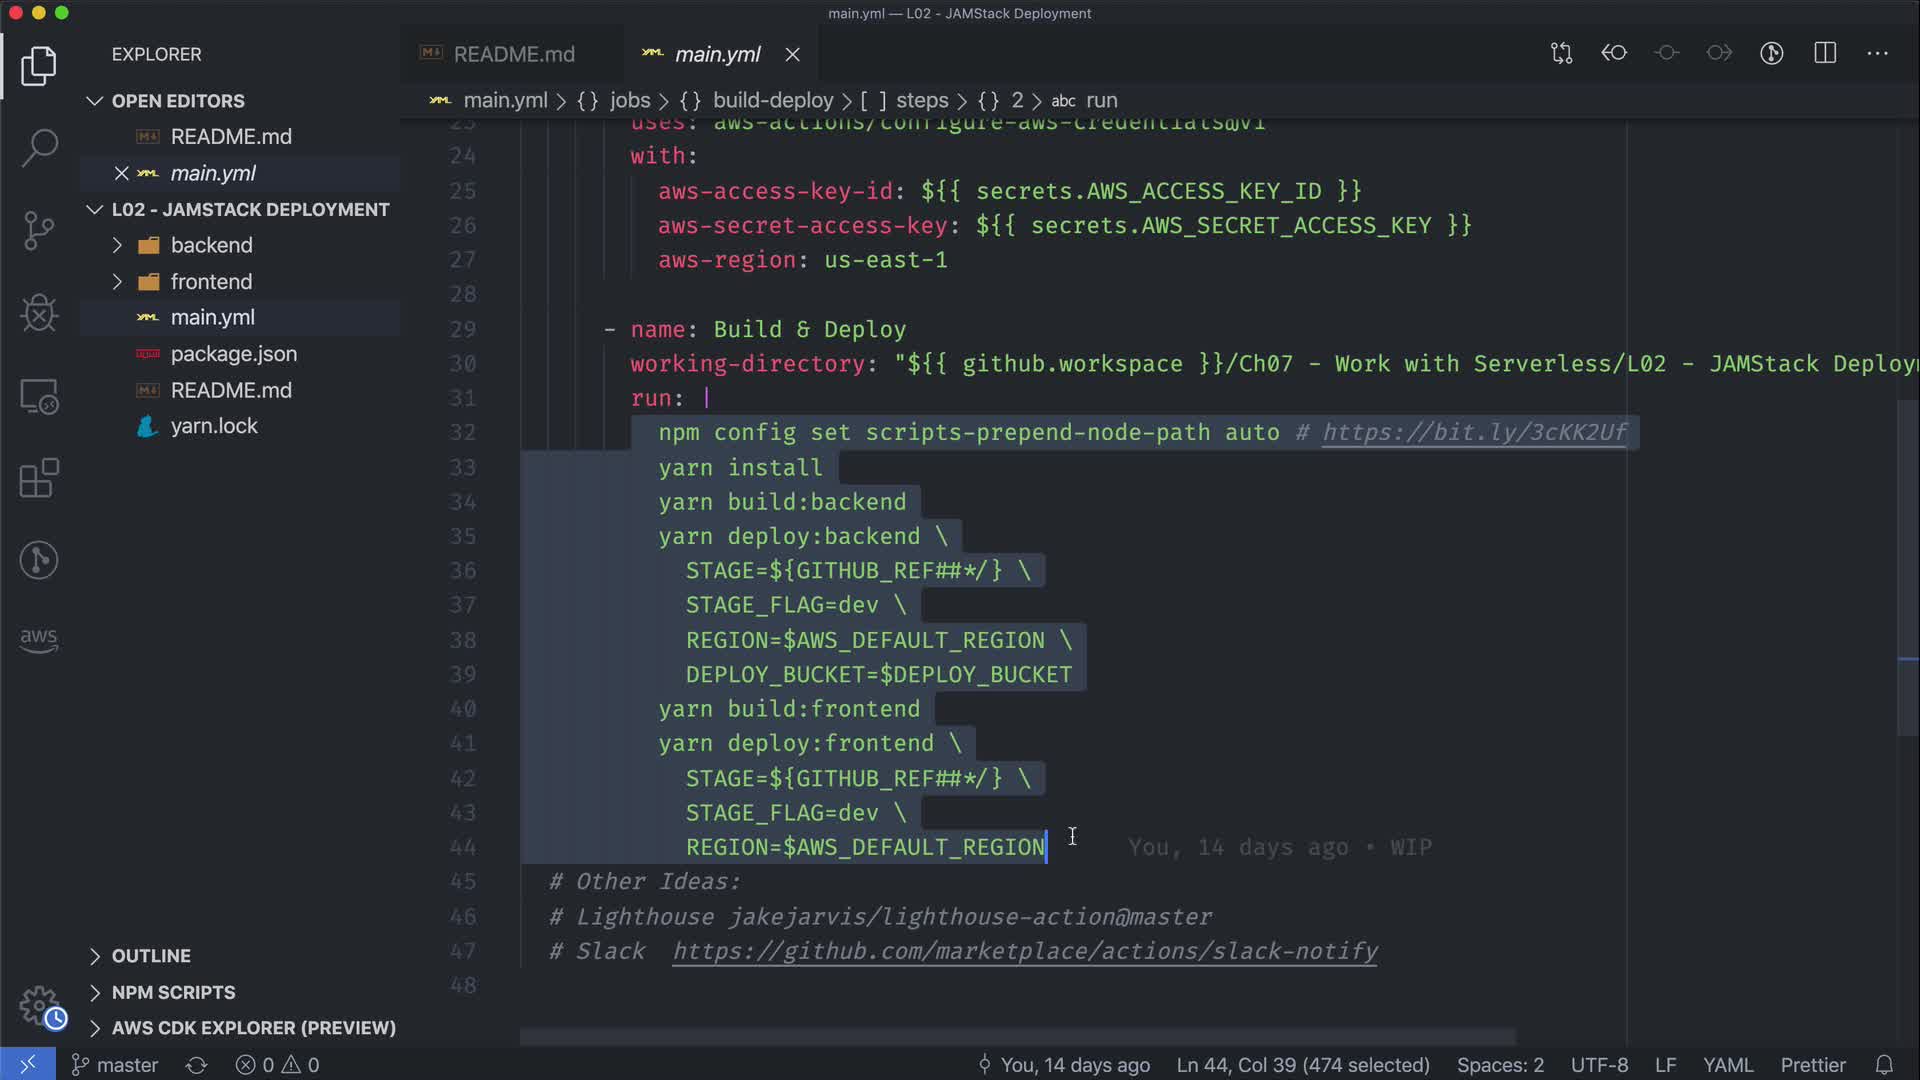 main.yml — L02 - JAMStack Deployment
EXPLORER
OPEN EDITORS
README.md
main.yml
L02 - JAMSTACK DEPLOYMENT
backend
frontend
main.yml
package.json
README.md
yarn.lock
OUTLINE
NPM SCRIPTS
AWS CDK EXPLORER (PREVIEW)
aws
README.md
main.yml
main.yml > {} jobs > {} build-deploy > [ ] steps > {} 2 > abc run
23 uses: aws-actions/configure-aws-credentials@v1
24 with:
25 aws-access-key-id: ${{ secrets.AWS_ACCESS_KEY_ID }}
26 aws-secret-access-key: ${{ secrets.AWS_SECRET_ACCESS_KEY }}
27 aws-region: us-east-1
28
29 - name: Build & Deploy
30 working-directory: "${{ github.workspace }}/Ch07 - Work with Serverless/L02 - JAMStack Deploy
31 run: |
32 npm config set scripts-prepend-node-path auto # https://bit.ly/3cKK2Uf
33 yarn install
34 yarn build:backend
35 yarn deploy:backend \
36 STAGE=${GITHUB_REF##*/} \
37 STAGE_FLAG=dev \
38 REGION=$AWS_DEFAULT_REGION \
39 DEPLOY_BUCKET=$DEPLOY_BUCKET
40 yarn build:frontend
41 yarn deploy:frontend \
42 STAGE=${GITHUB_REF##*/} \
43 STAGE_FLAG=dev \
44 REGION=$AWS_DEFAULT_REGION You, 14 days ago • WIP
45 # Other Ideas:
46 # Lighthouse jakejarvis/lighthouse-action@master
47 # Slack https://github.com/marketplace/actions/slack-notify
48
master 0 0 You, 14 days ago Ln 44, Col 39 (474 selected) Spaces: 2 UTF-8 LF YAML Prettier